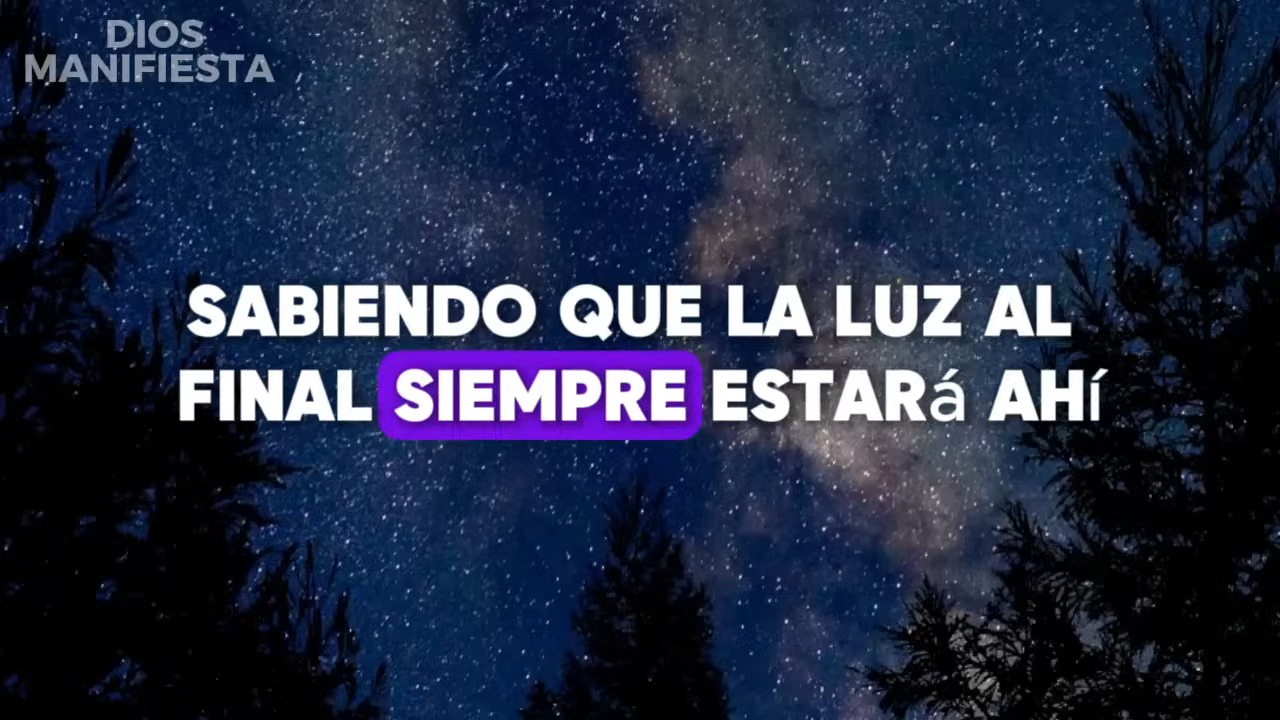 DIOS
MANIFIESTA
SABIENDO QUE LA LUZ AL
FINAL SIEMPRE ESTARá AHí